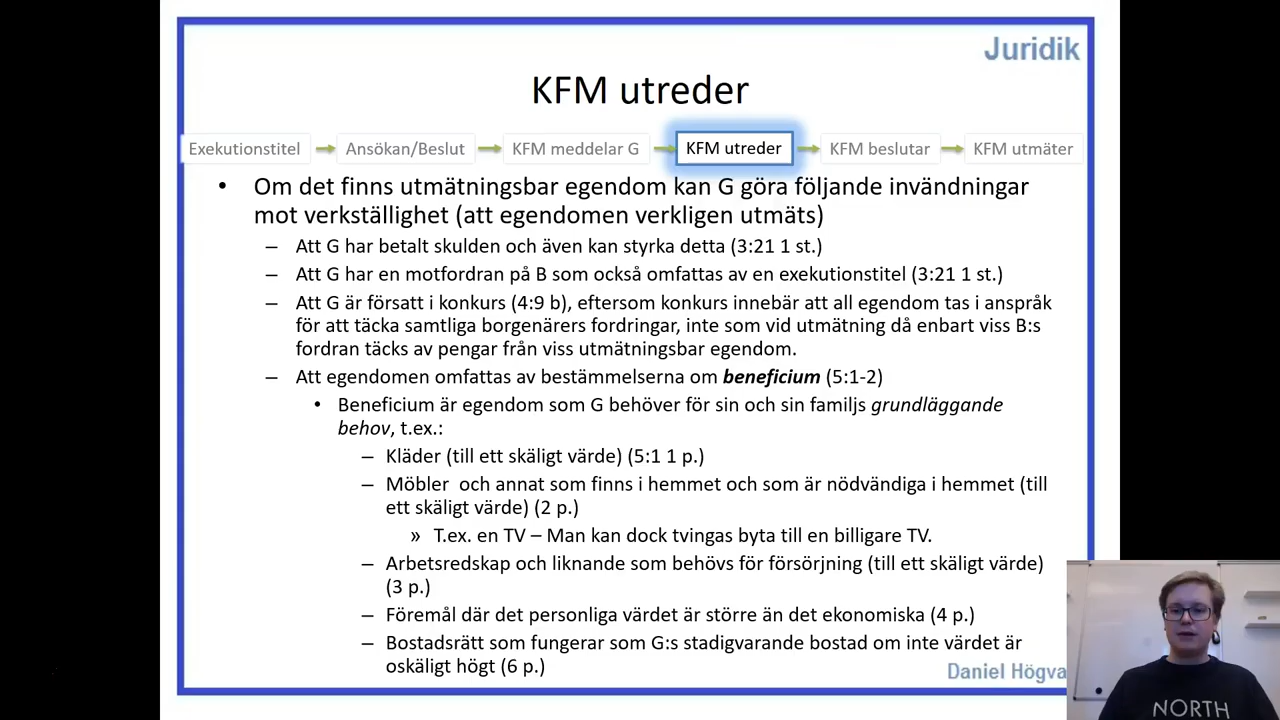 Juridik
KFM utreder
Exekutionstitel
Ansökan/Beslut
KFM meddelar G
KFM utreder
KFM beslutar
KFM utmäter
• Om det finns utmätningsbar egendom kan G göra följande invändningar
mot verkställighet (att egendomen verkligen utmäts)
– Att G har betalt skulden och även kan styrka detta (3:21 1 st.)
– Att G har en motfordran på B som också omfattas av en exekutionstitel (3:21 1 st.)
– Att G är försatt i konkurs (4:9 b), eftersom konkurs innebär att all egendom tas i anspråk
för att täcka samtliga borgenärers fordringar, inte som vid utmätning då enbart viss B:s
fordran täcks av pengar från viss utmätningsbar egendom.
– Att egendomen omfattas av bestämmelserna om beneficium (5:1-2)
• Beneficium är egendom som G behöver för sin och sin familjs grundläggande
behov, t.ex.:
– Kläder (till ett skäligt värde) (5:1 1 p.)
– Möbler och annat som finns i hemmet och som är nödvändiga i hemmet (till
ett skäligt värde) (2 p.)
» T.ex. en TV – Man kan dock tvingas byta till en billigare TV.
– Arbetsredskap och liknande som behövs för försörjning (till ett skäligt värde)
(3 p.)
– Föremål där det personliga värdet är större än det ekonomiska (4 p.)
– Bostadsrätt som fungerar som G:s stadigvarande bostad om inte värdet är
oskäligt högt (6 p.)
Daniel Högva
NORTH